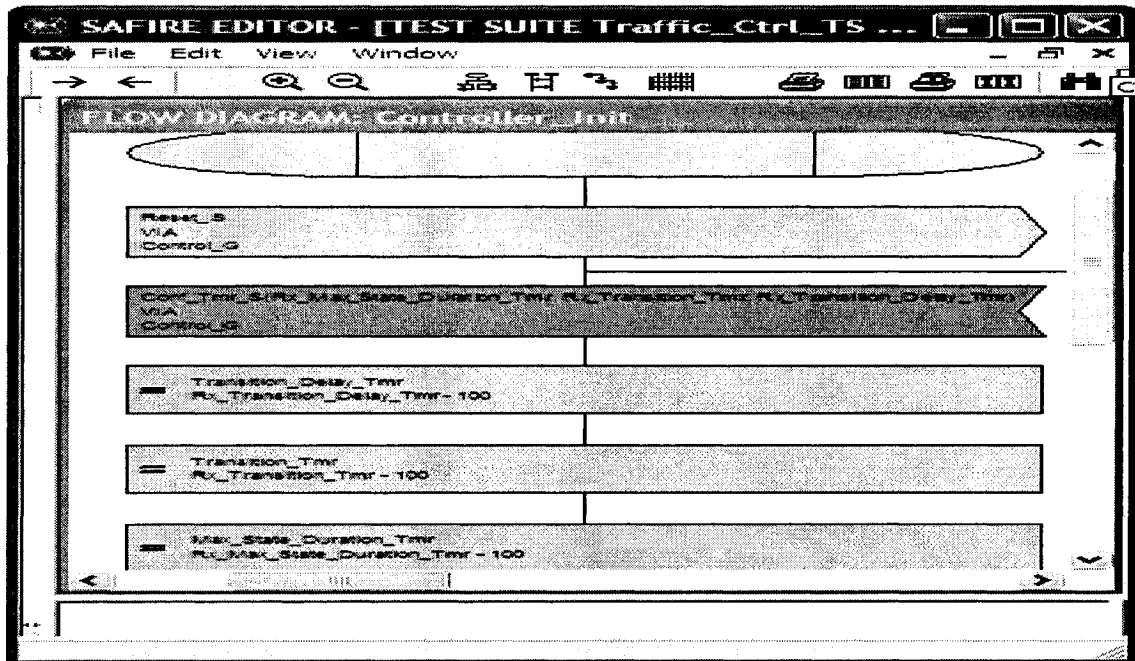 SAFIRE EDITOR - [TEST SUITE Traffic_Ctrl_TS ...
File Edit View Window
FLOW DIAGRAM: Controller_Init
Reset_S
VIA
Control_G
Conf_Tmr_S(Rx_Max_State_Duration_Tmr Rx_Transition_Tmr Rx_Transition_Delay_Tmr)
VIA
Control_G
= Transition_Delay_Tmr
Rx_Transition_Delay_Tmr - 100
= Transition_Tmr
Rx_Transition_Tmr - 100
= Max_State_Duration_Tmr
Rx_Max_State_Duration_Tmr - 100